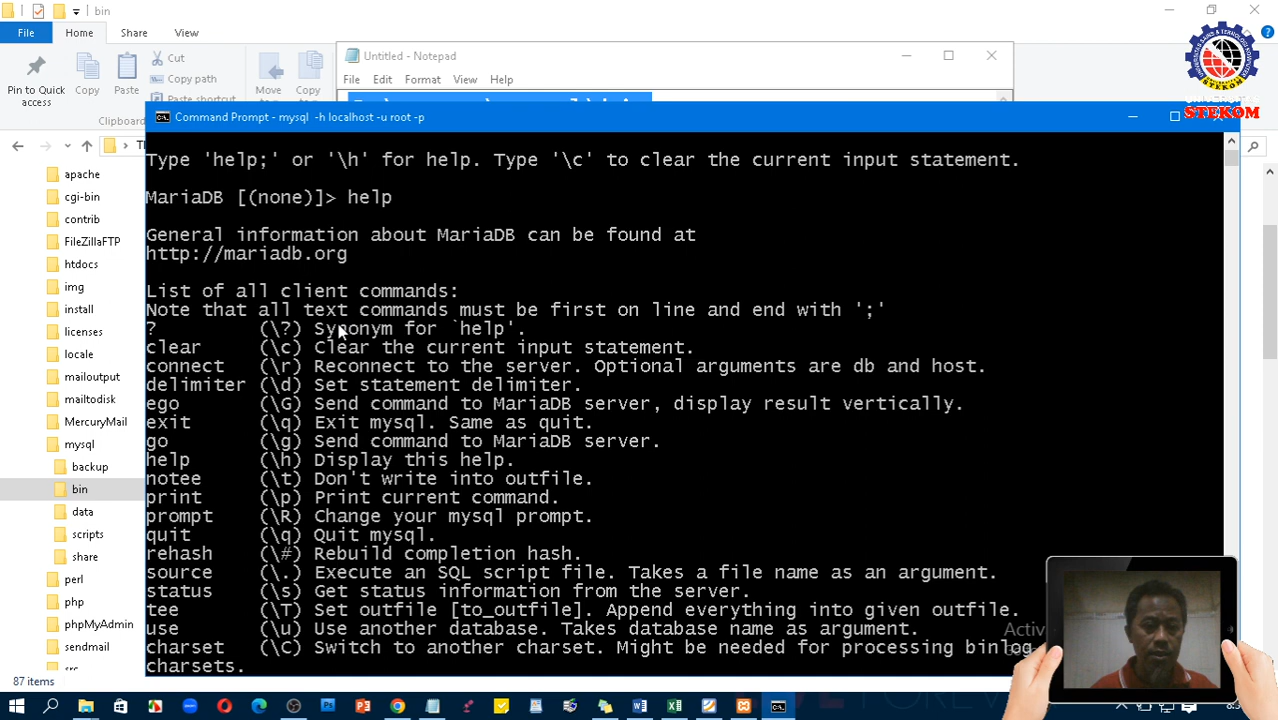 bin
File
Home
Share
View
Pin to Quick access
Copy
Paste
Cut
Copy path
Paste shortcut
Clipboard
Move to
Copy to
Untitled - Notepad
File Edit Format View Help
STEKOM
apache
cgi-bin
contrib
FileZillaFTP
htdocs
img
install
licenses
locale
mailoutput
mailtodisk
MercuryMail
mysql
backup
bin
data
scripts
share
perl
php
phpMyAdmin
sendmail
src
87 items
Command Prompt - mysql -h localhost -u root -p
Type 'help;' or '\h' for help. Type '\c' to clear the current input statement.
MariaDB [(none)]> help
General information about MariaDB can be found at
http://mariadb.org
List of all client commands:
Note that all text commands must be first on line and end with ';'
? (\?) Synonym for `help'.
clear (\c) Clear the current input statement.
connect (\r) Reconnect to the server. Optional arguments are db and host.
delimiter (\d) Set statement delimiter.
ego (\G) Send command to MariaDB server, display result vertically.
exit (\q) Exit mysql. Same as quit.
go (\g) Send command to MariaDB server.
help (\h) Display this help.
notee (\t) Don't write into outfile.
print (\p) Print current command.
prompt (\R) Change your mysql prompt.
quit (\q) Quit mysql.
rehash (\#) Rebuild completion hash.
source (\.) Execute an SQL script file. Takes a file name as an argument.
status (\s) Get status information from the server.
tee (\T) Set outfile [to_outfile]. Append everything into given outfile.
use (\u) Use another database. Takes database name as argument.
charset (\C) Switch to another charset. Might be needed for processing binlog
charsets.
Activ